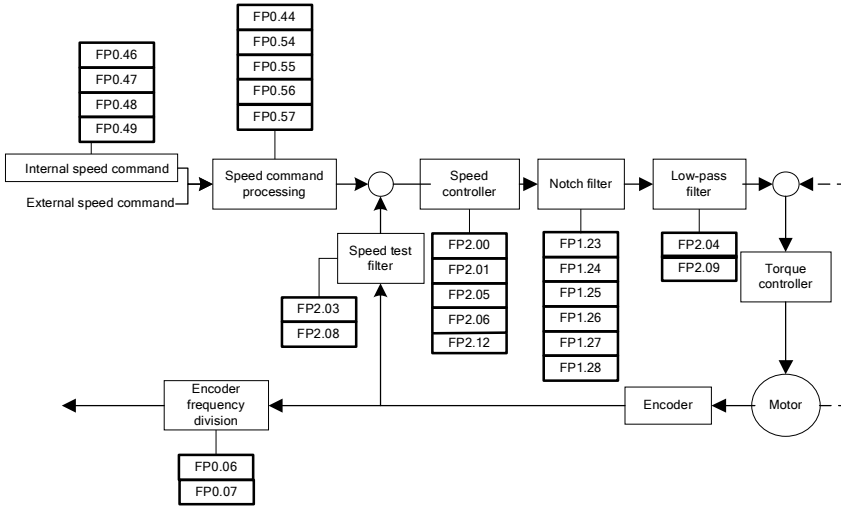 FP0.46
FP0.47
FP0.48
FP0.49
FP0.44
FP0.54
FP0.55
FP0.56
FP0.57
Internal speed command
External speed command
Speed command
processing
Speed
controller
Notch filter
Low-pass
filter
Speed test
filter
FP2.03
FP2.08
FP2.00
FP2.01
FP2.05
FP2.06
FP2.12
FP1.23
FP1.24
FP1.25
FP1.26
FP1.27
FP1.28
FP2.04
FP2.09
Torque
controller
Encoder
frequency
division
Encoder
Motor
FP0.06
FP0.07